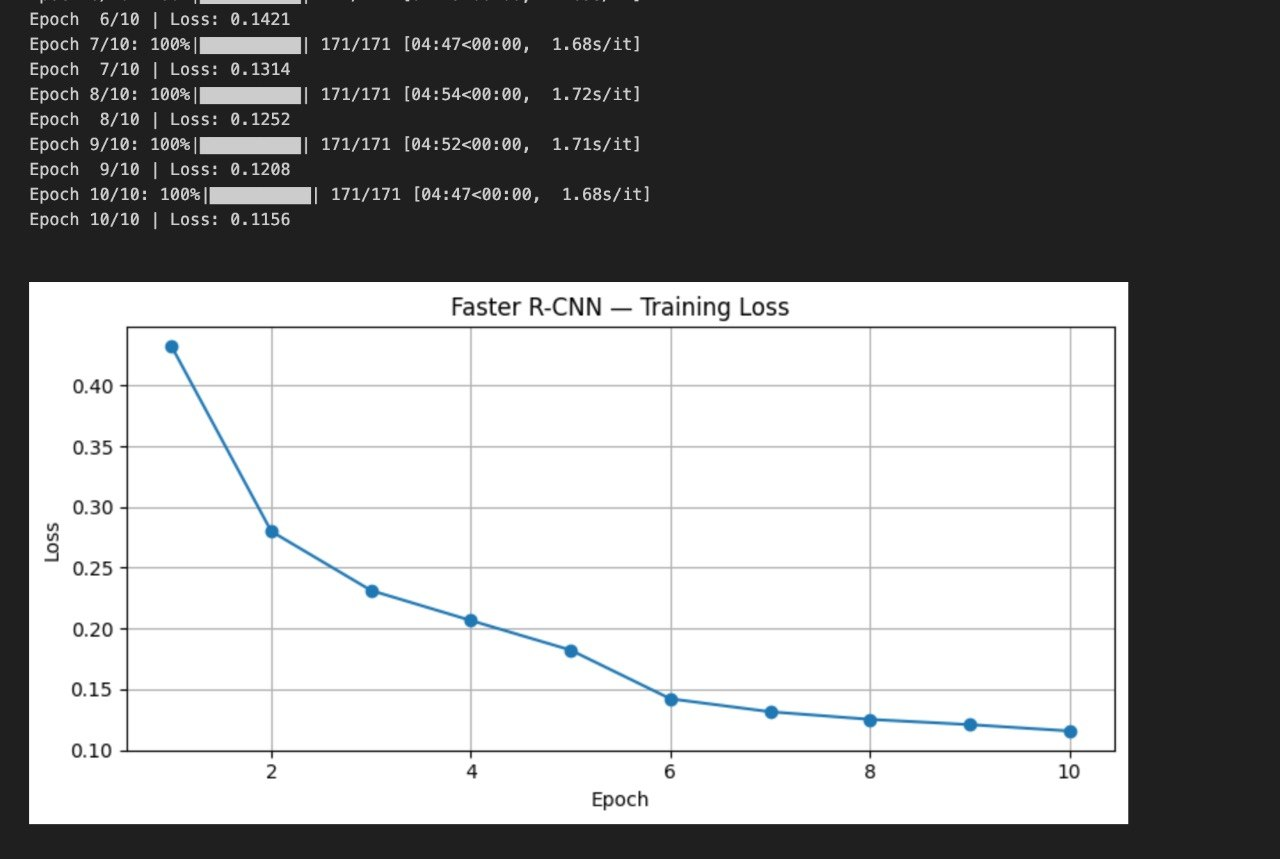 Epoch  6/10 | Loss: 0.1421
Epoch 7/10: 100%|██████████| 171/171 [04:47<00:00,  1.68s/it]
Epoch  7/10 | Loss: 0.1314
Epoch 8/10: 100%|██████████| 171/171 [04:54<00:00,  1.72s/it]
Epoch  8/10 | Loss: 0.1252
Epoch 9/10: 100%|██████████| 171/171 [04:52<00:00,  1.71s/it]
Epoch  9/10 | Loss: 0.1208
Epoch 10/10: 100%|██████████| 171/171 [04:47<00:00,  1.68s/it]
Epoch 10/10 | Loss: 0.1156
Faster R-CNN — Training Loss
0.40
0.35
0.30
0.25
0.20
0.15
0.10
Loss
2 4 6 8 10
Epoch